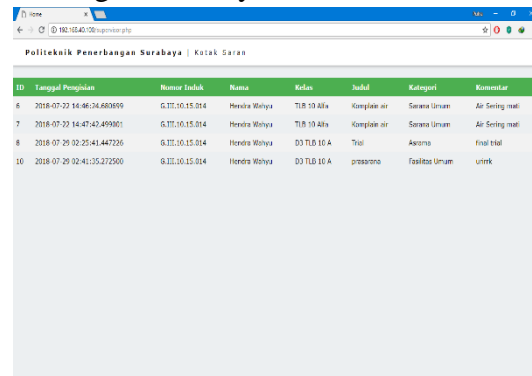 Home
192.168.40.100/supervisor.php
Politeknik Penerbangan Surabaya | Kotak Saran
ID Tanggal Pengisian Nomor Induk Nama Kelas Judul Kategori Komentar
6 2018-07-22 14:46:24.680699 G.III.10.15.014 Hendra Wahyu TLB 10 Alfa Komplain air Sarana Umum Air Sering mati
7 2018-07-22 14:47:42.499801 G.III.10.15.014 Hendra Wahyu TLB 10 Alfa Komplain air Sarana Umum Air Sering mati
8 2018-07-29 02:25:41.447226 G.III.10.15.014 Hendra Wahyu D3 TLB 10 A Trial Asrama final trial
10 2018-07-29 02:41:35.272500 G.III.10.15.014 Hendra Wahyu D3 TLB 10 A prasarana Fasilitas Umum